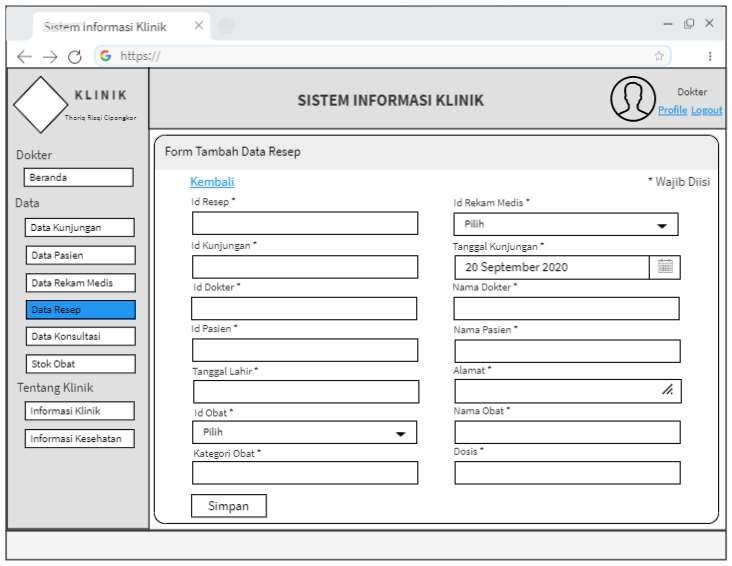 Sistem informasi Klinik
https://
KLINIK
Thoriq Rizqi Cipongkor
SISTEM INFORMASI KLINIK
Dokter
Profile Logout
Dokter
Beranda
Data
Data Kunjungan
Data Pasien
Data Rekam Medis
Data Resep
Data Konsultasi
Stok Obat
Tentang Klinik
Informasi Klinik
Informasi Kesehatan
Form Tambah Data Resep
Kembali
* Wajib Diisi
Id Resep *
Id Rekam Medis *
Pilih
Id Kunjungan *
Tanggal Kunjungan *
20 September 2020
Id Dokter *
Nama Dokter *
Id Pasien *
Nama Pasien *
Tanggal Lahir *
Alamat *
Id Obat *
Pilih
Nama Obat *
Kategori Obat *
Dosis *
Simpan